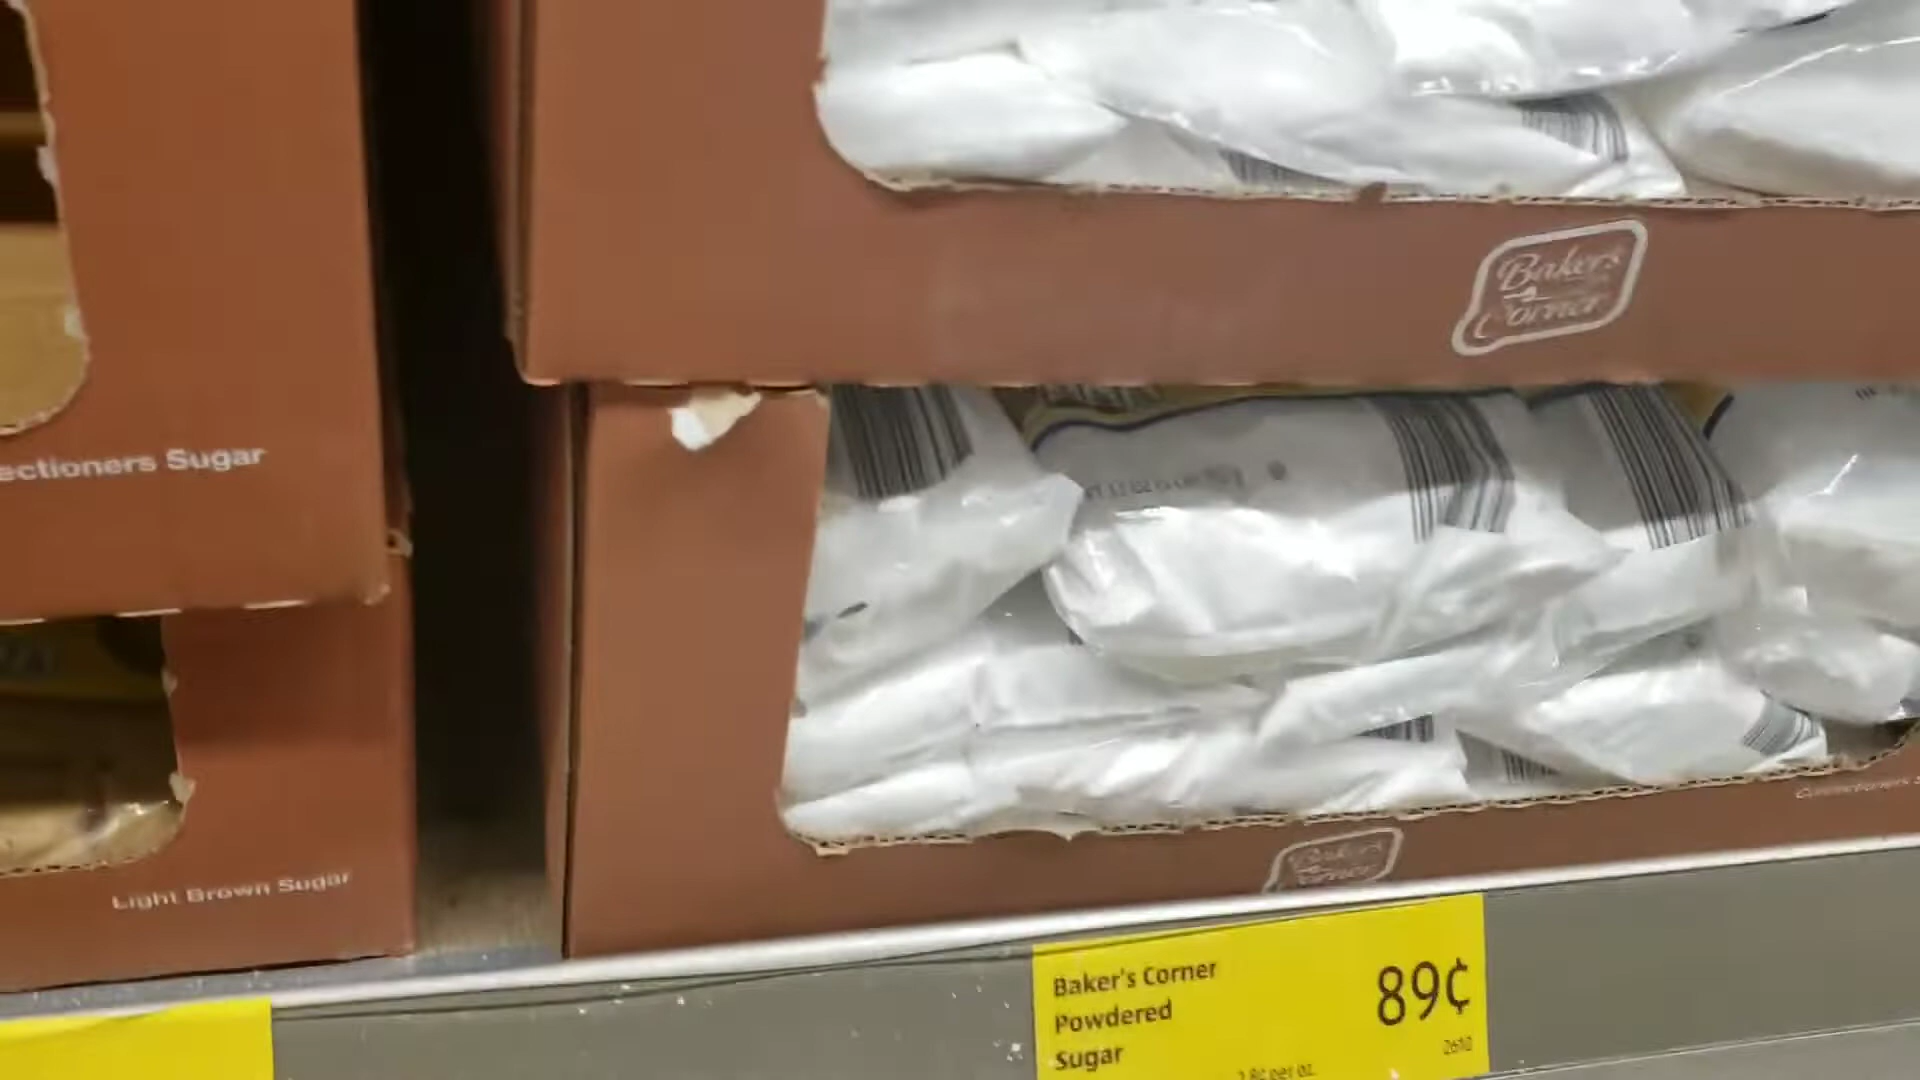 Baker's
Corner
ectioners Sugar
Light Brown Sugar
Baker's
Corner
Baker's Corner
Powdered
Sugar
89¢
2610